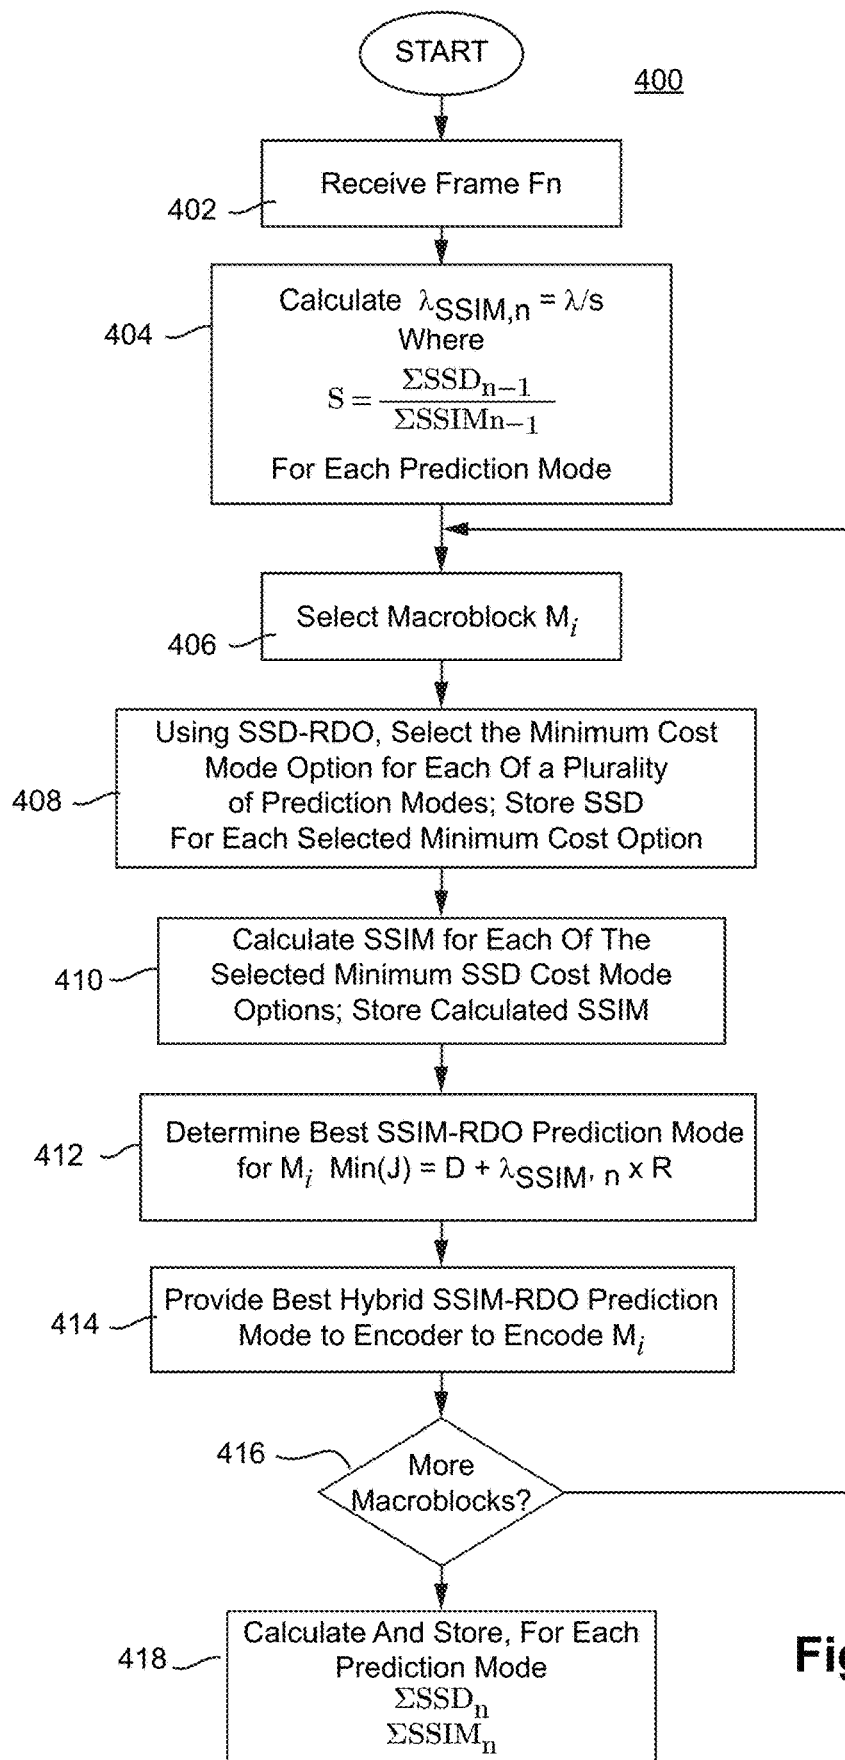 START
400
Receive Frame Fn
402
Calculate λSSIM,n = λ/s
404
Where
S = ΣSSDn−1
ΣSSIMn−1
For Each Prediction Mode
Select Macroblock Mi
406
Using SSD-RDO, Select the Minimum Cost
Mode Option for Each Of a Plurality
408
of Prediction Modes; Store SSD
For Each Selected Minimum Cost Option
Calculate SSIM for Each Of The
410
Selected Minimum SSD Cost Mode
Options; Store Calculated SSIM
Determine Best SSIM-RDO Prediction Mode
412
for Mi Min(J) = D + λSSIM, n x R
Provide Best Hybrid SSIM-RDO Prediction
414
Mode to Encoder to Encode Mi
416
More
Macroblocks?
Calculate And Store, For Each
418
Prediction Mode
ΣSSDn
ΣSSIMn